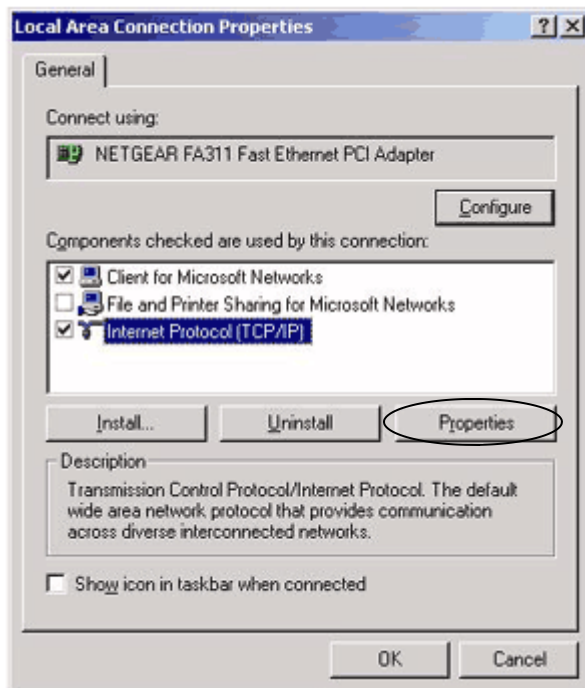 Local Area Connection Properties
General
Connect using:
NETGEAR FA311 Fast Ethernet PCI Adapter
Configure
Components checked are used by this connection:
Client for Microsoft Networks
File and Printer Sharing for Microsoft Networks
Internet Protocol (TCP/IP)
Install... Uninstall Properties
Description
Transmission Control Protocol/Internet Protocol. The default
wide area network protocol that provides communication
across diverse interconnected networks.
Show icon in taskbar when connected
OK Cancel